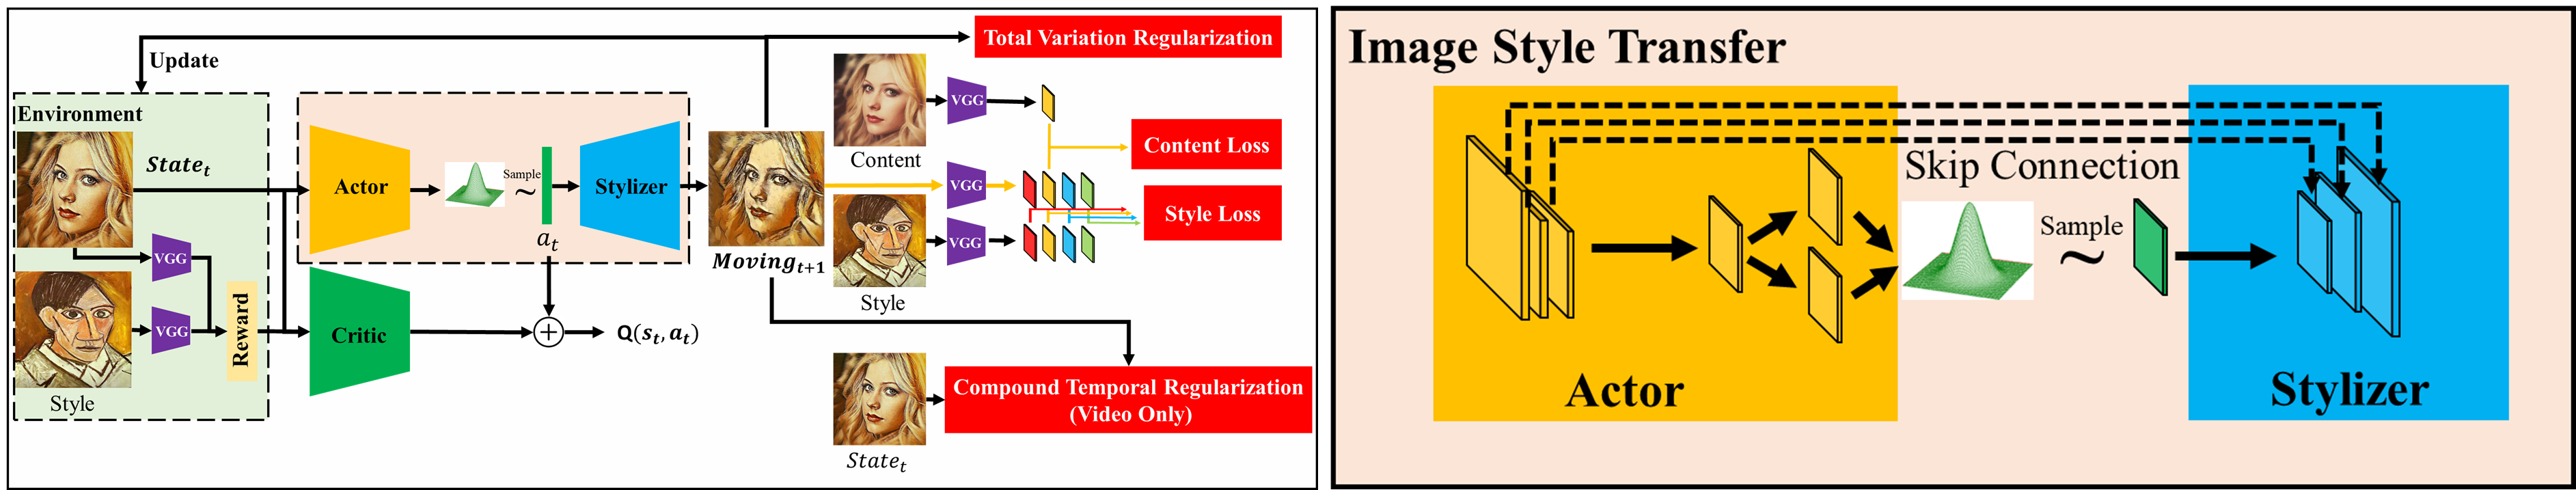 Update
Environment
State_t
VGG
Style
VGG
Reward
Actor
Sample
~
a_t
Stylizer
Critic
Q(s_t, a_t)
Moving_{t+1}
Total Variation Regularization
Content
VGG
Content Loss
VGG
Style Loss
Style
VGG
State_t
Compound Temporal Regularization
(Video Only)
Image Style Transfer
Skip Connection
Sample
~
Actor
Stylizer